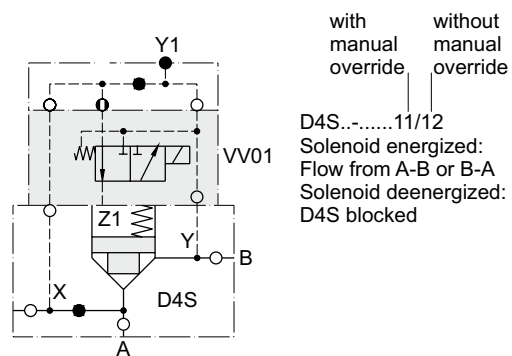 Y1
VV01
Z1
Y
B
X
D4S
A
with
manual
override
without
manual
override
D4S..-......11/12
Solenoid energized:
Flow from A-B or B-A
Solenoid deenergized:
D4S blocked